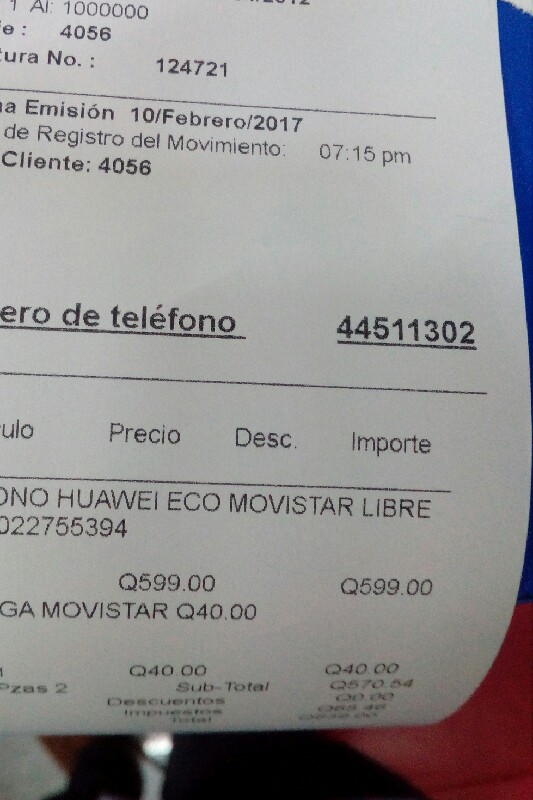 1 Al: 1000000
e: 4056
tura No.: 124721
a Emisión 10/Febrero/2017
de Registro del Movimiento: 07:15 pm
Cliente: 4056
ero de teléfono 44511302
ulo Precio Desc. Importe
ONO HUAWEI ECO MOVISTAR LIBRE
022755394
Q599.00 Q599.00
GA MOVISTAR Q40.00
Q40.00 Q40.00
Pzas 2 Sub-Total Q570.54
Descuentos Q0.00
Impuestos Q68.46
Total